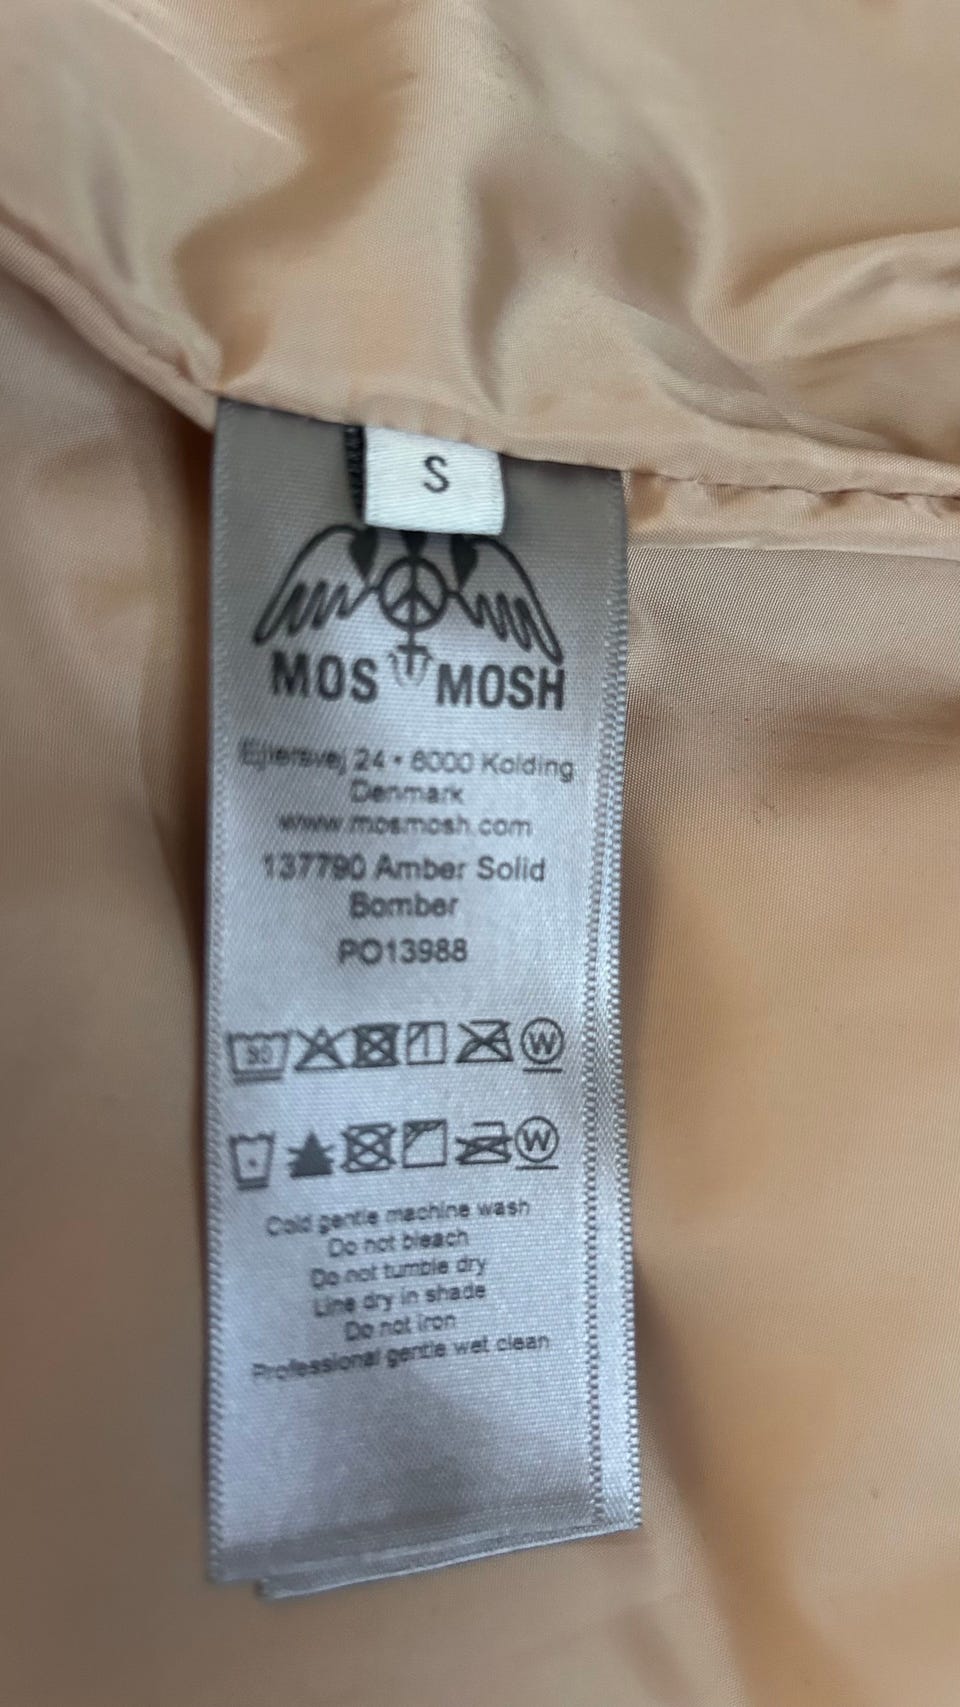 S
MOS MOSH
Ejlersvej 24 • 6000 Kolding
Denmark
www.mosmosh.com
137790 Amber Solid
Bomber
PO13988
30 W
W
Cold gentle machine wash
Do not bleach
Do not tumble dry
Line dry in shade
Do not iron
Professional gentle wet clean